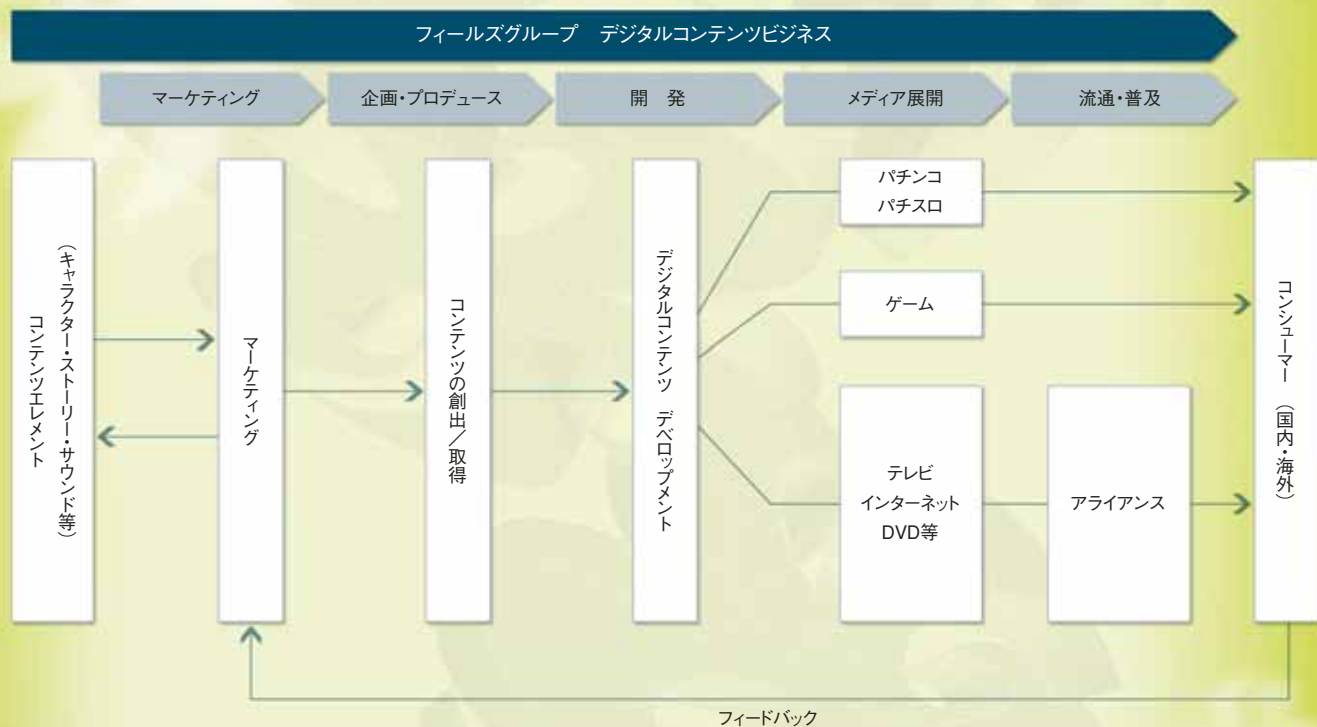 フィールズグループ　デジタルコンテンツビジネス
マーケティング
企画・プロデュース
開　発
メディア展開
流通・普及
コンテンツエレメント
（キャラクター・ストーリー・サウンド等）
マーケティング
コンテンツの創出／取得
デジタルコンテンツ　デベロップメント
パチンコ
パチスロ
ゲーム
テレビ
インターネット
DVD等
アライアンス
コンシューマー　（国内・海外）
フィードバック